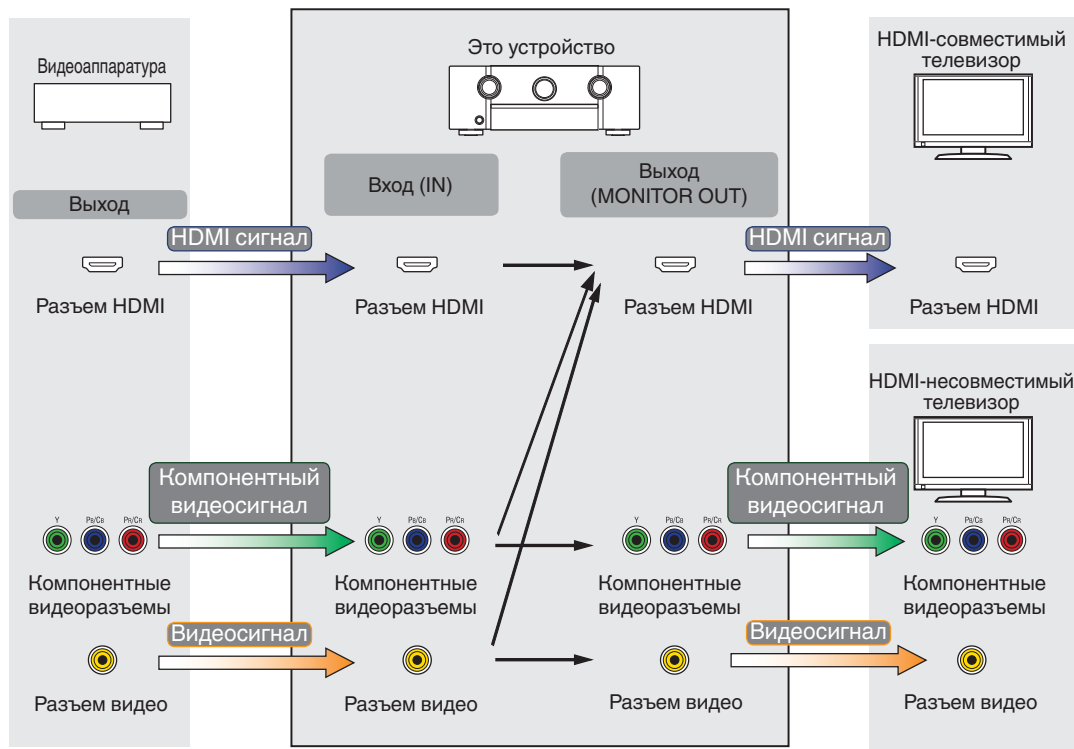 Видеоаппаратура
Это устройство
HDMI-совместимый
телевизор
Выход
Вход (IN)
Выход
(MONITOR OUT)
HDMI сигнал
HDMI сигнал
Разъем HDMI
Разъем HDMI
Разъем HDMI
Разъем HDMI
HDMI-несовместимый
телевизор
Компонентный
видеосигнал
Компонентный
видеосигнал
Y PB/CB PR/CR
Y PB/CB PR/CR
Y PB/CB PR/CR
Y PB/CB PR/CR
Компонентные
видеоразъемы
Компонентные
видеоразъемы
Компонентные
видеоразъемы
Компонентные
видеоразъемы
Видеосигнал
Видеосигнал
Разъем видео
Разъем видео
Разъем видео
Разъем видео